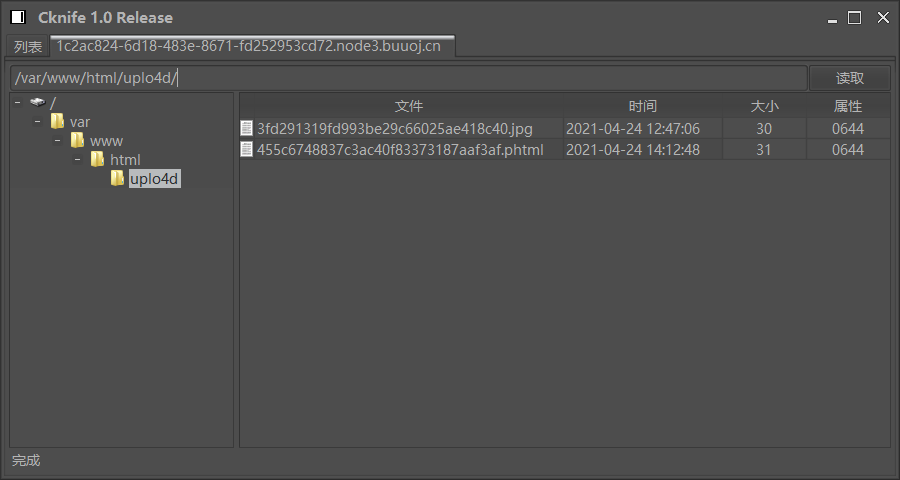 Cknife 1.0 Release
列表 1c2ac824-6d18-483e-8671-fd252953cd72.node3.buuoj.cn
/var/www/html/uplo4d/ 读取
/
var
www
html
uplo4d
文件 时间 大小 属性
3fd291319fd993be29c66025ae418c40.jpg 2021-04-24 12:47:06 30 0644
455c6748837c3ac40f83373187aaf3af.phtml 2021-04-24 14:12:48 31 0644
完成